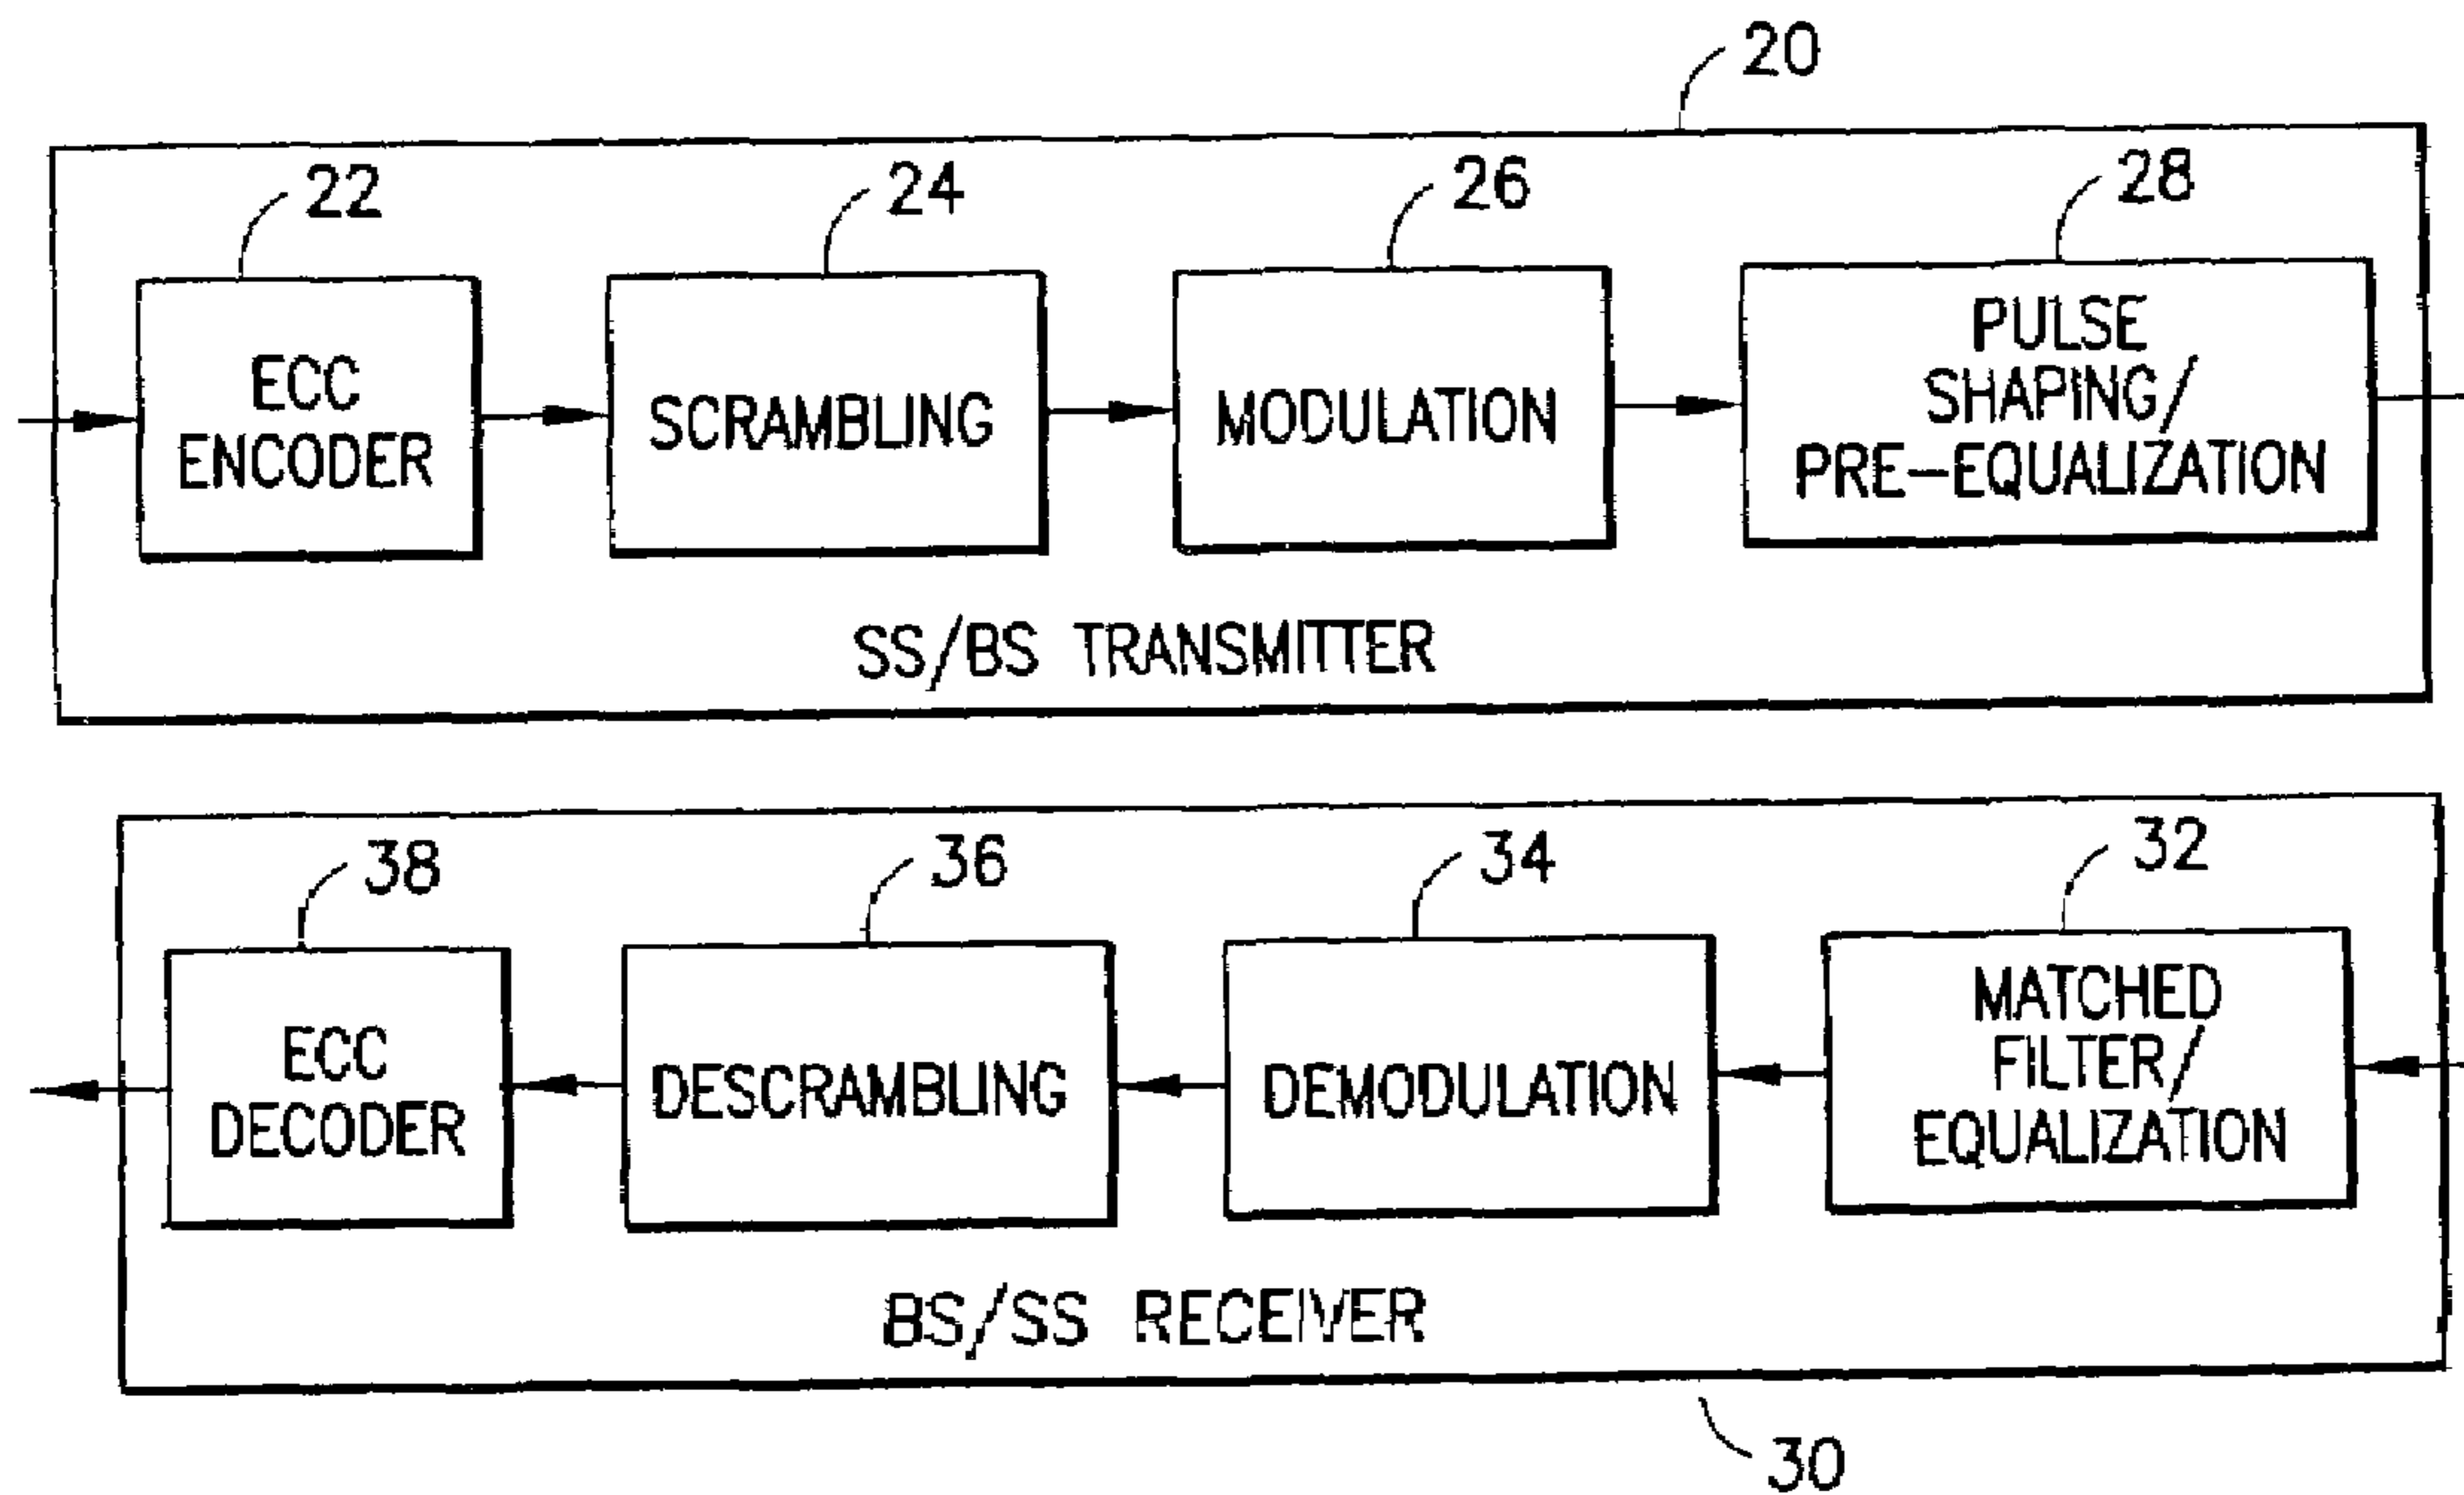 20
22
24
26
28
ECC
ENCODER
SCRAMBLING
MODULATION
PULSE
SHAPING/
PRE-EQUALIZATION
SS/BS TRANSMITTER
38
36
34
32
ECC
DECODER
DESCRAMBLING
DEMODULATION
MATCHED
FILTER/
EQUALIZATION
BS/SS RECEIVER
30